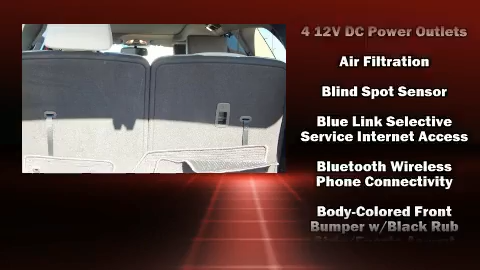 4 12V DC Power Outlets
Air Filtration
Blind Spot Sensor
Blue Link Selective
Service Internet Access
Bluetooth Wireless
Phone Connectivity
Body-Colored Front
Bumper w/Black Rub